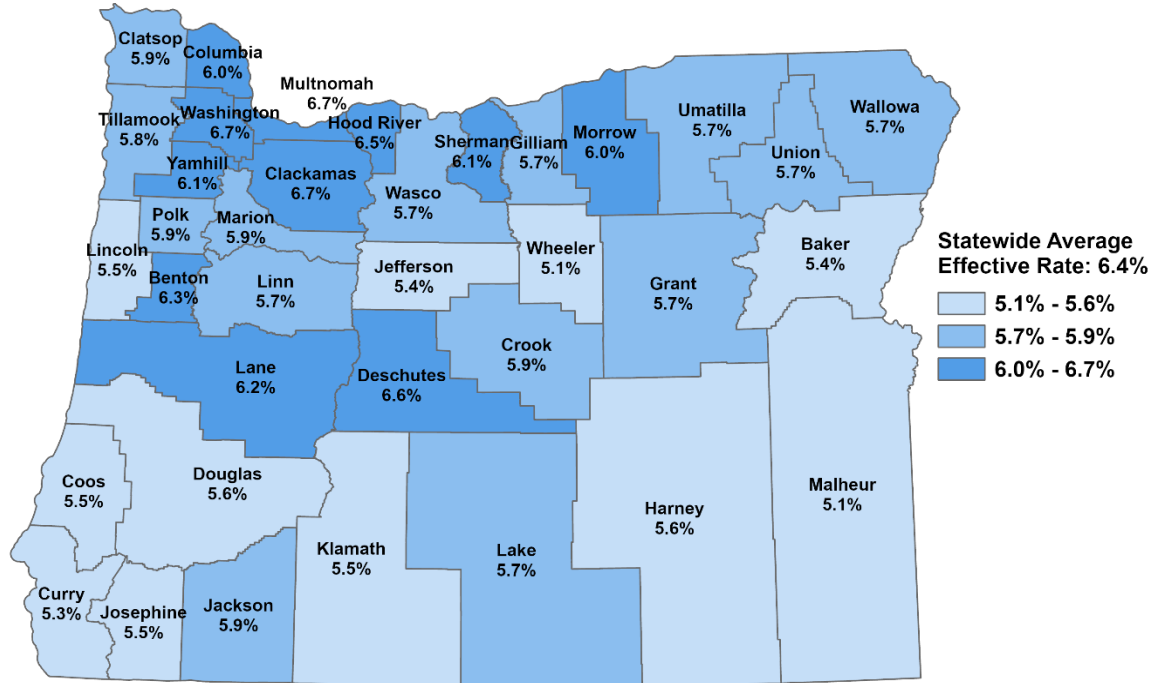 Clatsop
5.9%
Columbia
6.0%
Multnomah
6.7%
Washington
6.7%
Tillamook
5.8%
Hood River
6.5%
Sherman
6.1%
Gilliam
5.7%
Morrow
6.0%
Umatilla
5.7%
Wallowa
5.7%
Union
5.7%
Yamhill
6.1%
Clackamas
6.7%
Wasco
5.7%
Polk
5.9%
Marion
5.9%
Lincoln
5.5%
Benton
6.3%
Linn
5.7%
Jefferson
5.4%
Wheeler
5.1%
Grant
5.7%
Baker
5.4%
Statewide Average
Effective Rate: 6.4%
5.1% - 5.6%
5.7% - 5.9%
6.0% - 6.7%
Lane
6.2%
Deschutes
6.6%
Crook
5.9%
Coos
5.5%
Douglas
5.6%
Klamath
5.5%
Lake
5.7%
Harney
5.6%
Malheur
5.1%
Curry
5.3%
Josephine
5.5%
Jackson
5.9%